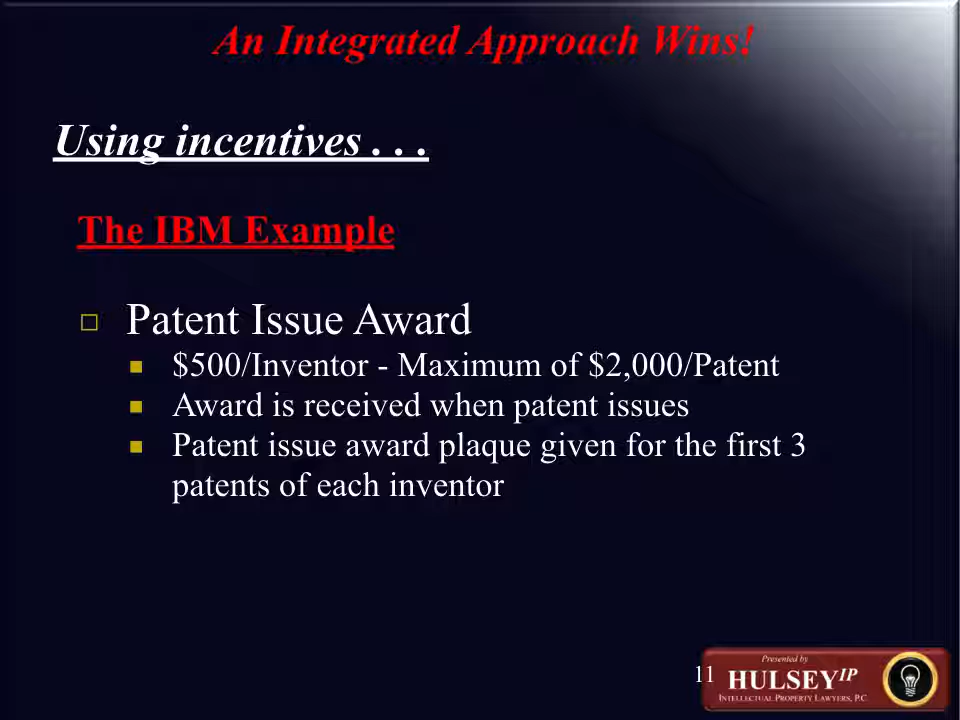 An Integrated Approach Wins!
Using incentives . . .
The IBM Example
Patent Issue Award
$500/Inventor - Maximum of $2,000/Patent
Award is received when patent issues
Patent issue award plaque given for the first 3
patents of each inventor
11
Presented by
HULSEY IP
INTELLECTUAL PROPERTY LAWYERS, P.C.